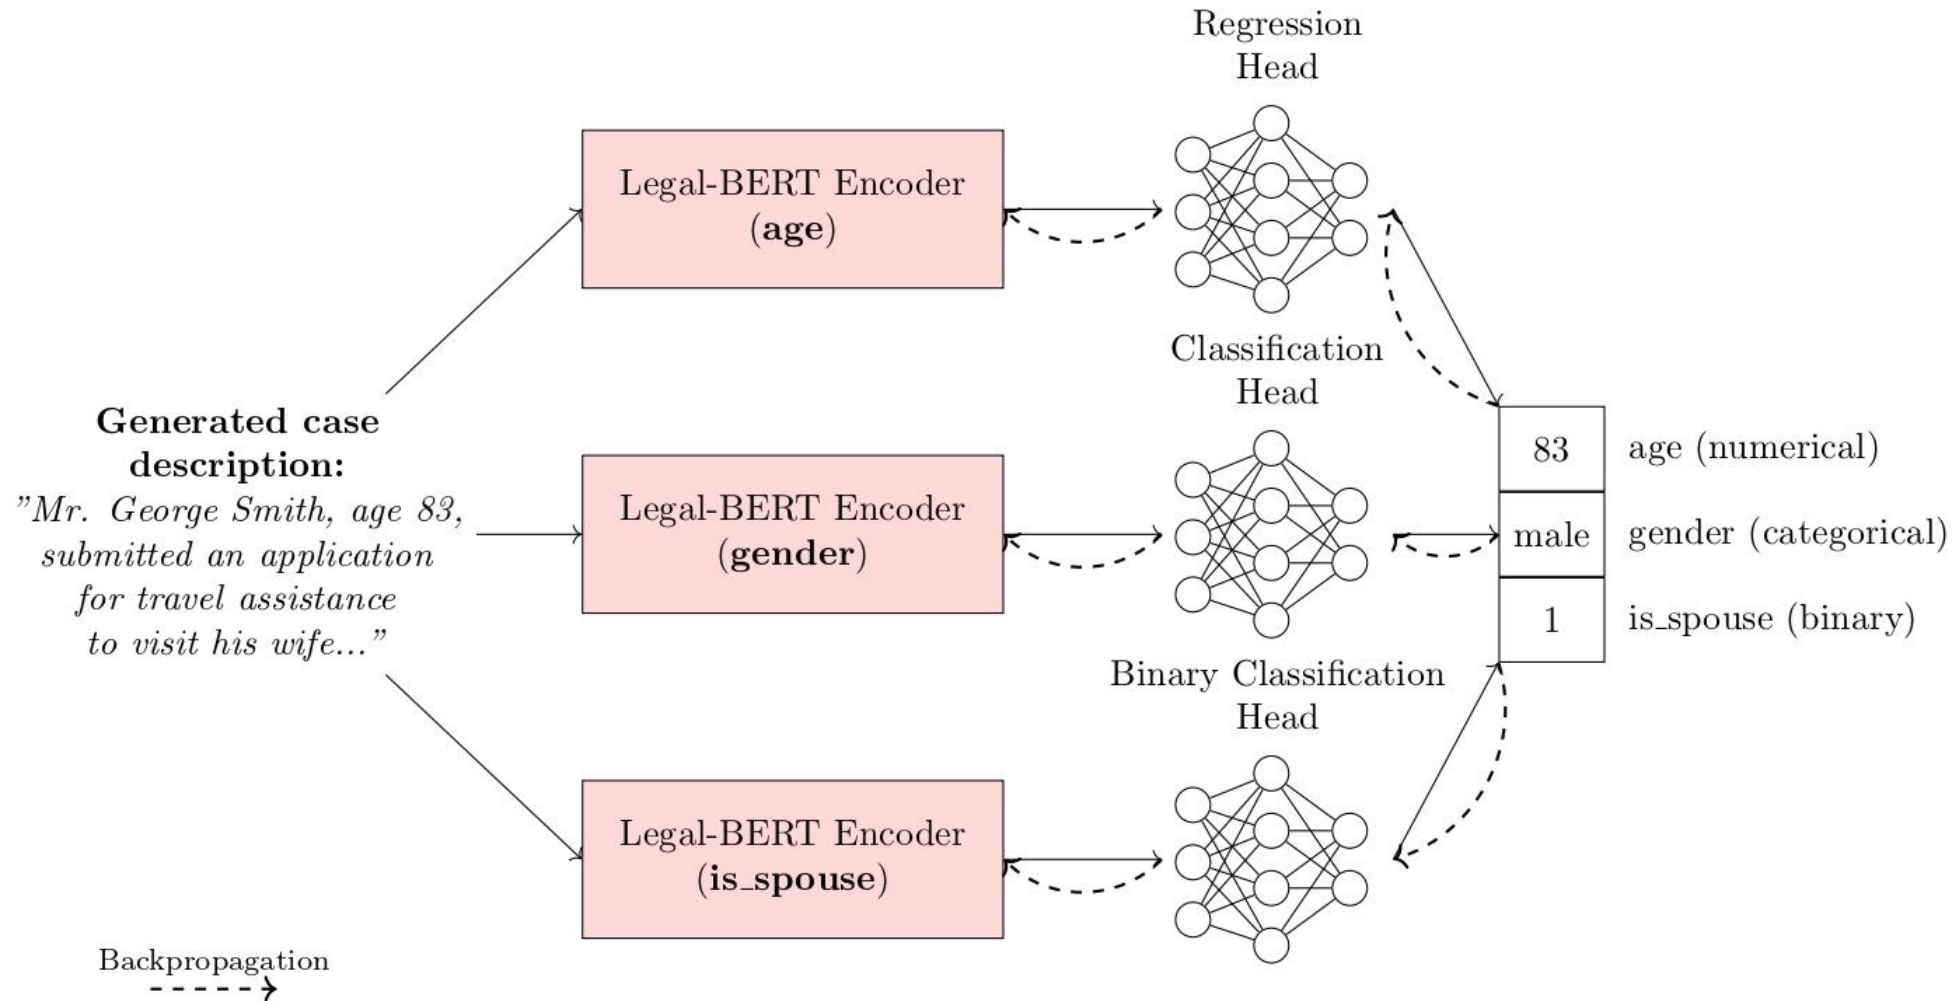 Regression
Head
Legal-BERT Encoder
(age)
Classification
Head
Generated case
description:
"Mr. George Smith, age 83,
submitted an application
for travel assistance
to visit his wife..."
Legal-BERT Encoder
(gender)
83
age (numerical)
male
gender (categorical)
1
is_spouse (binary)
Binary Classification
Head
Legal-BERT Encoder
(is_spouse)
Backpropagation